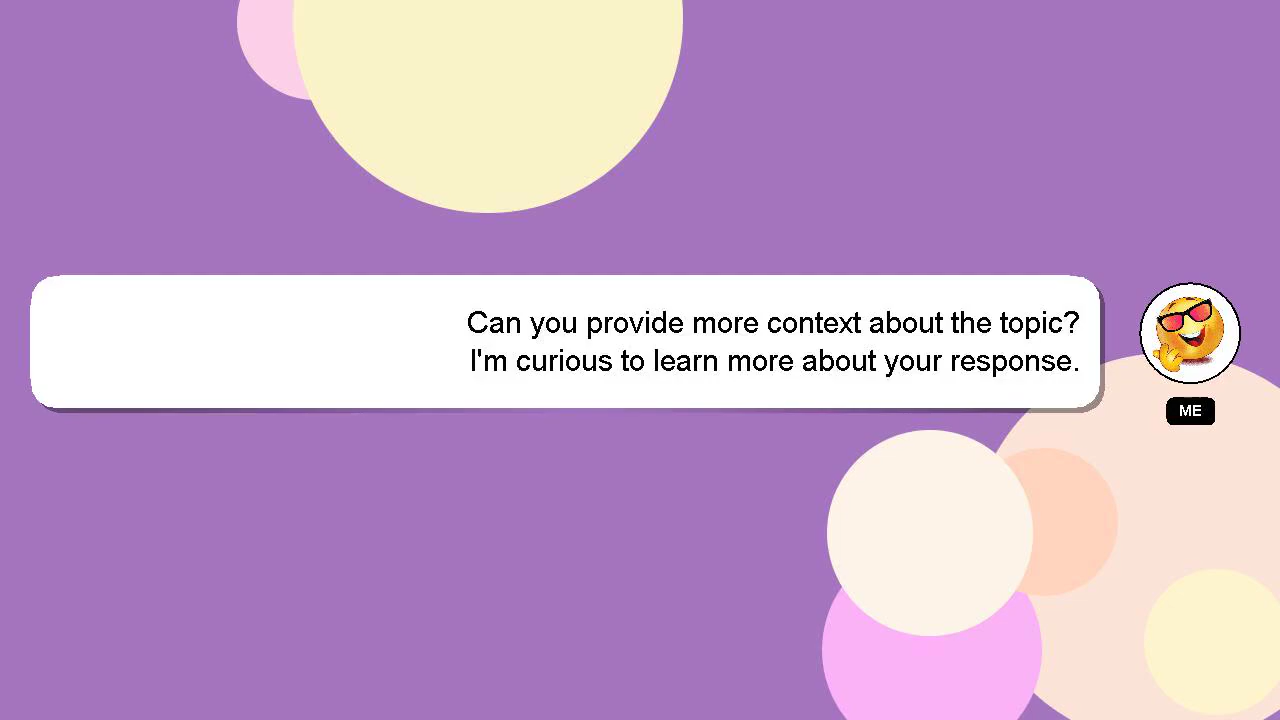 Can you provide more context about the topic?
I'm curious to learn more about your response.
ME